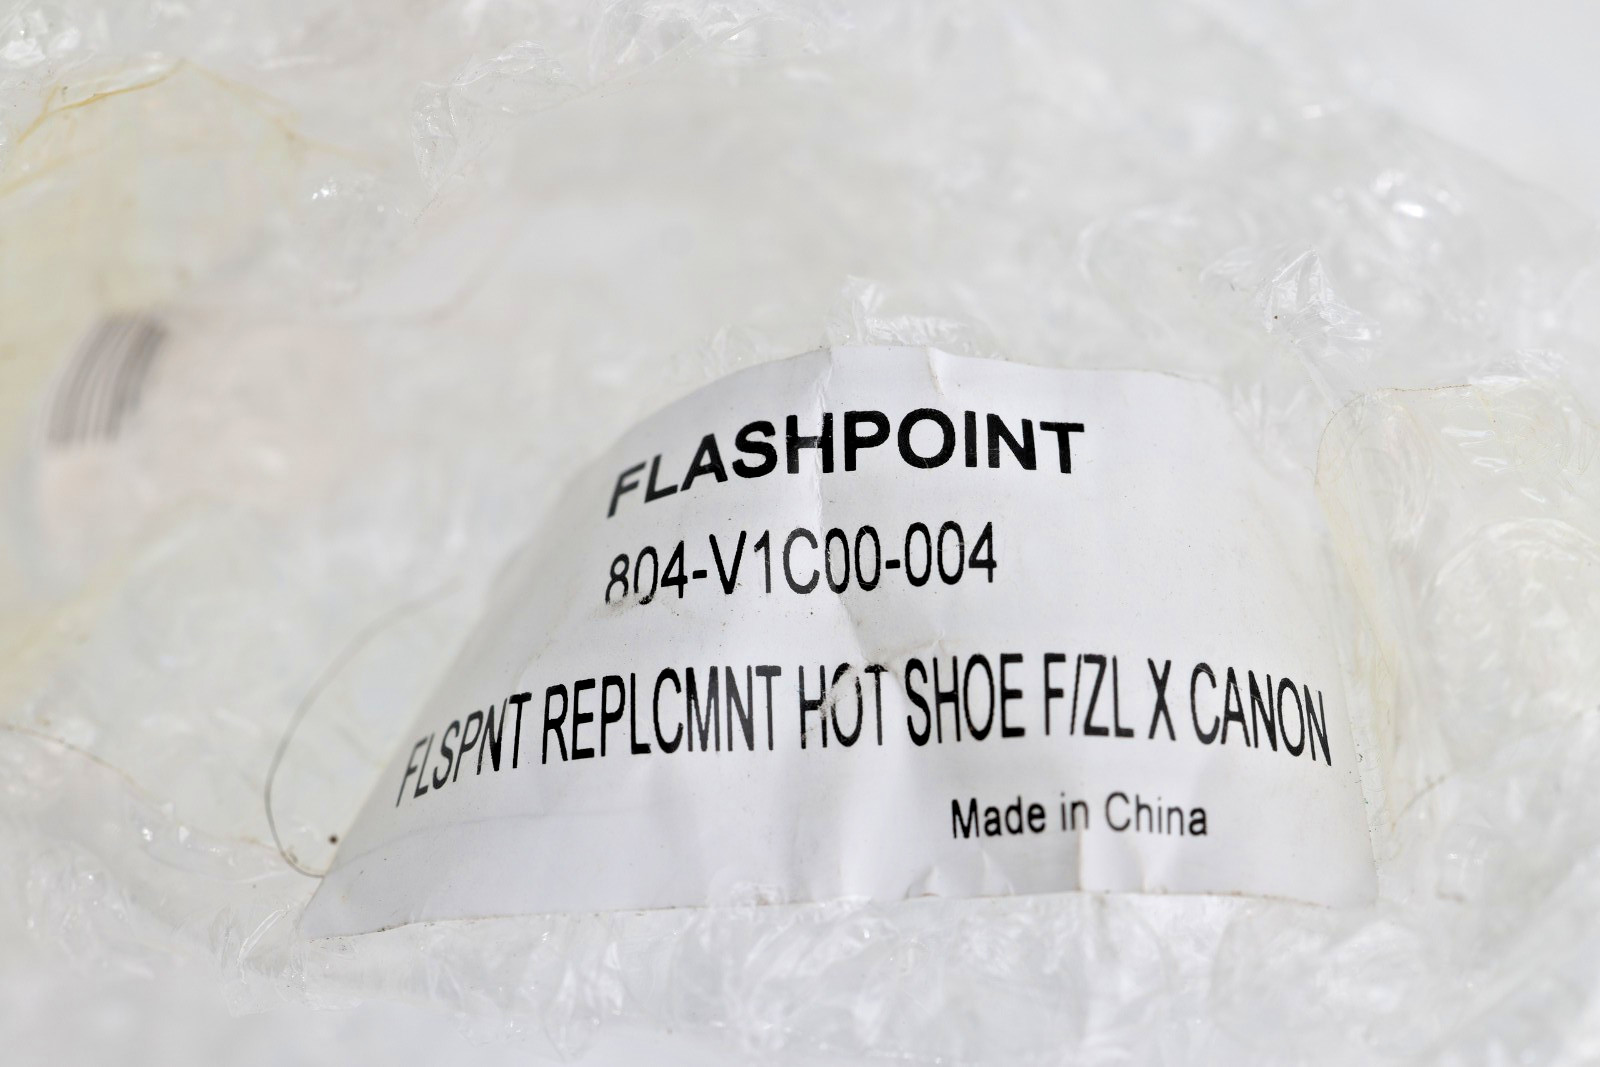 FLASHPOINT
804-V1C00-004
FLSPNT REPLCMNT HOT SHOE F/ZL X CANON
Made in China